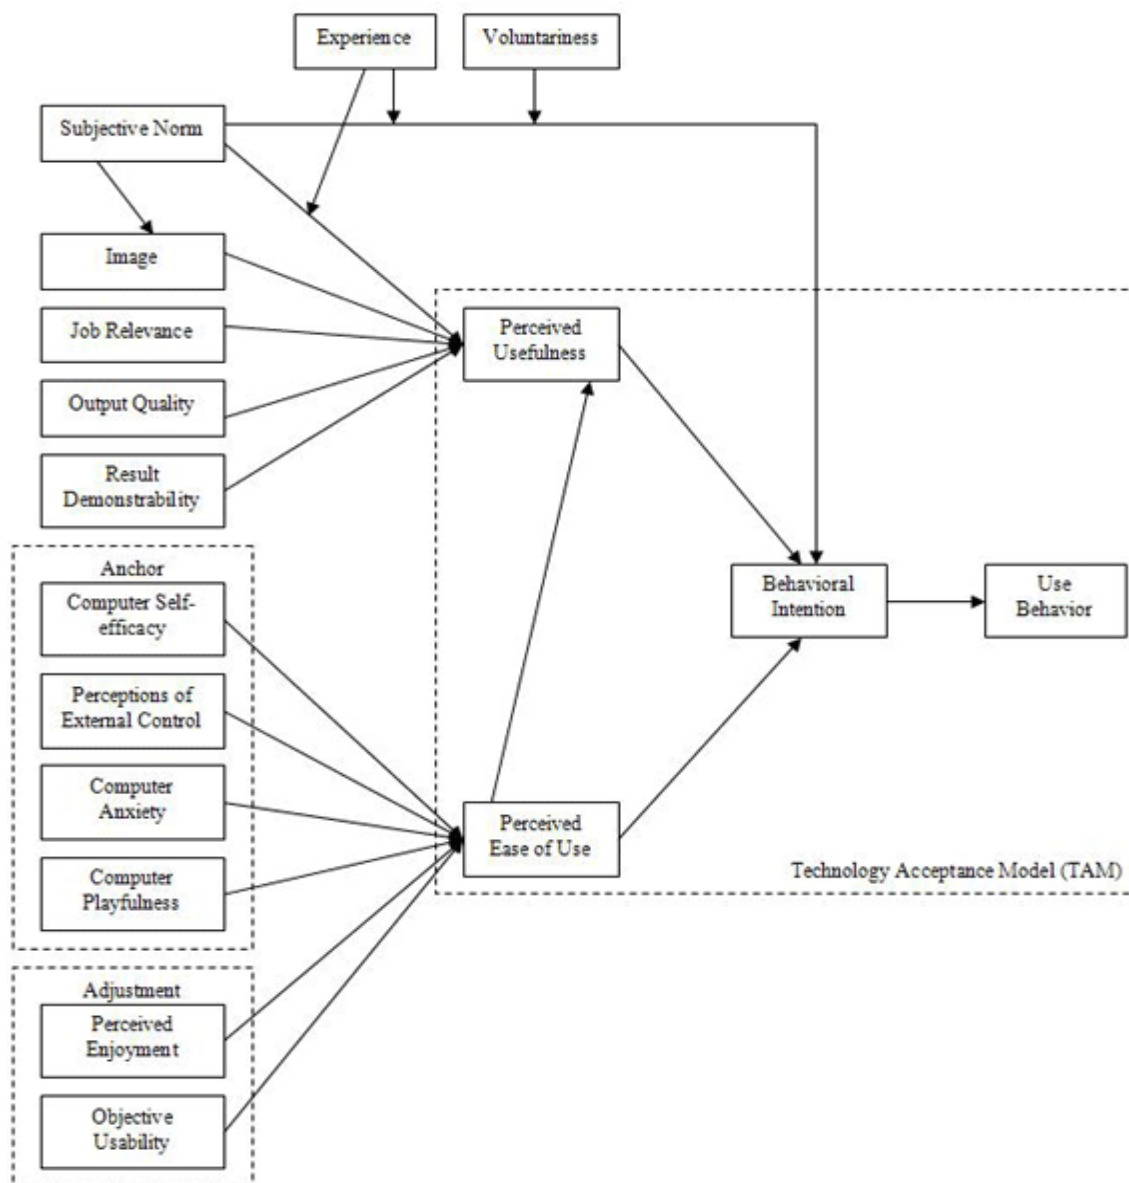 Experience
Voluntariness
Subjective Norm
Image
Job Relevance
Output Quality
Result
Demonstrability
Perceived
Usefulness
Anchor
Computer Self-
efficacy
Perceptions of
External Control
Computer
Anxiety
Computer
Playfulness
Behavioral
Intention
Use
Behavior
Perceived
Ease of Use
Technology Acceptance Model (TAM)
Adjustment
Perceived
Enjoyment
Objective
Usability